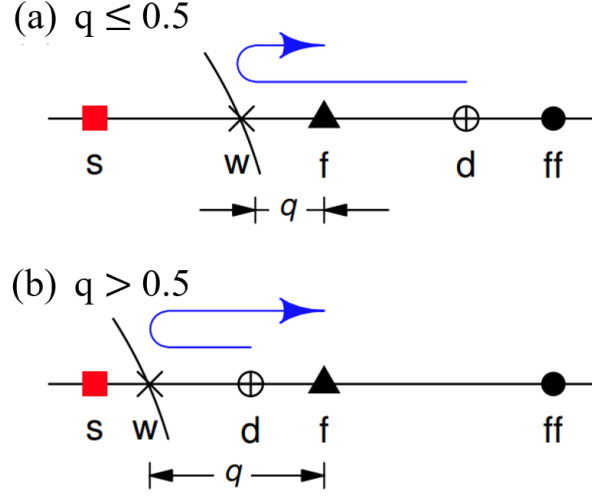 (a) q ≤ 0.5
s w f d ff
q
(b) q > 0.5
s w d f ff
q